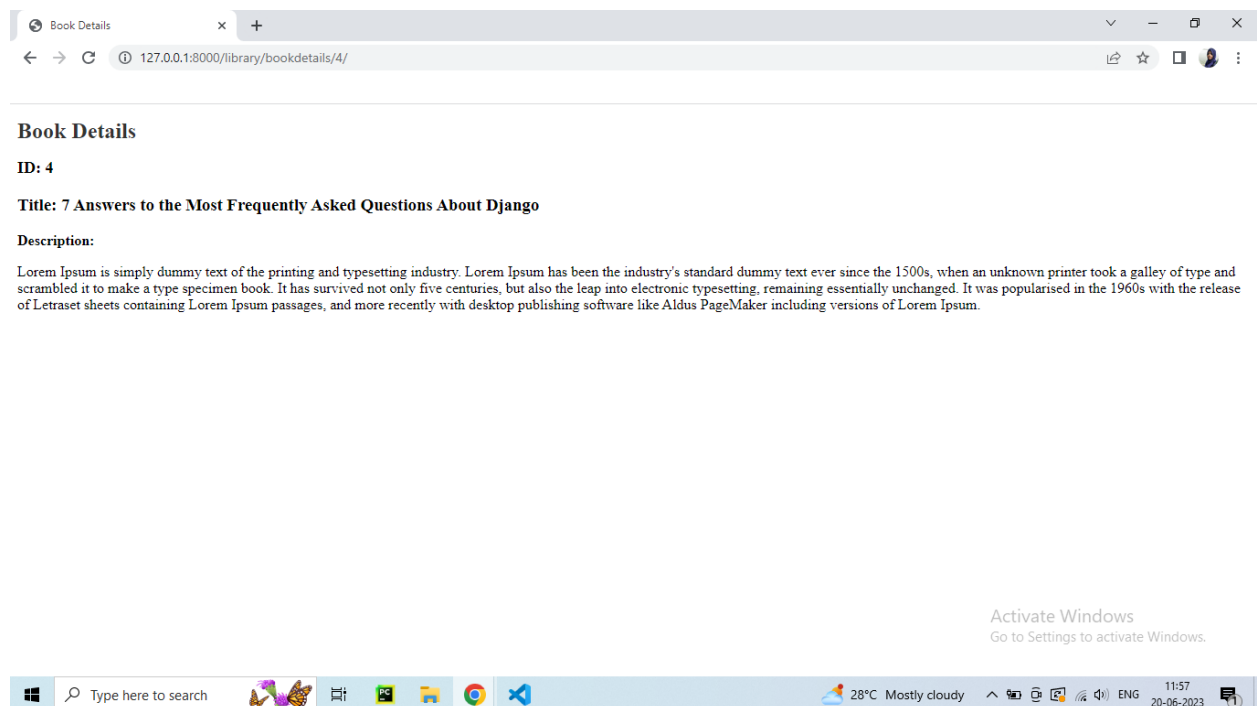 Book Details
127.0.0.1:8000/library/bookdetails/4/
Book Details
ID: 4
Title: 7 Answers to the Most Frequently Asked Questions About Django
Description:
Lorem Ipsum is simply dummy text of the printing and typesetting industry. Lorem Ipsum has been the industry's standard dummy text ever since the 1500s, when an unknown printer took a galley of type and
scrambled it to make a type specimen book. It has survived not only five centuries, but also the leap into electronic typesetting, remaining essentially unchanged. It was popularised in the 1960s with the release
of Letraset sheets containing Lorem Ipsum passages, and more recently with desktop publishing software like Aldus PageMaker including versions of Lorem Ipsum.
Activate Windows
Go to Settings to activate Windows.
Type here to search
PC
28°C Mostly cloudy
ENG
11:57
20-06-2023
1